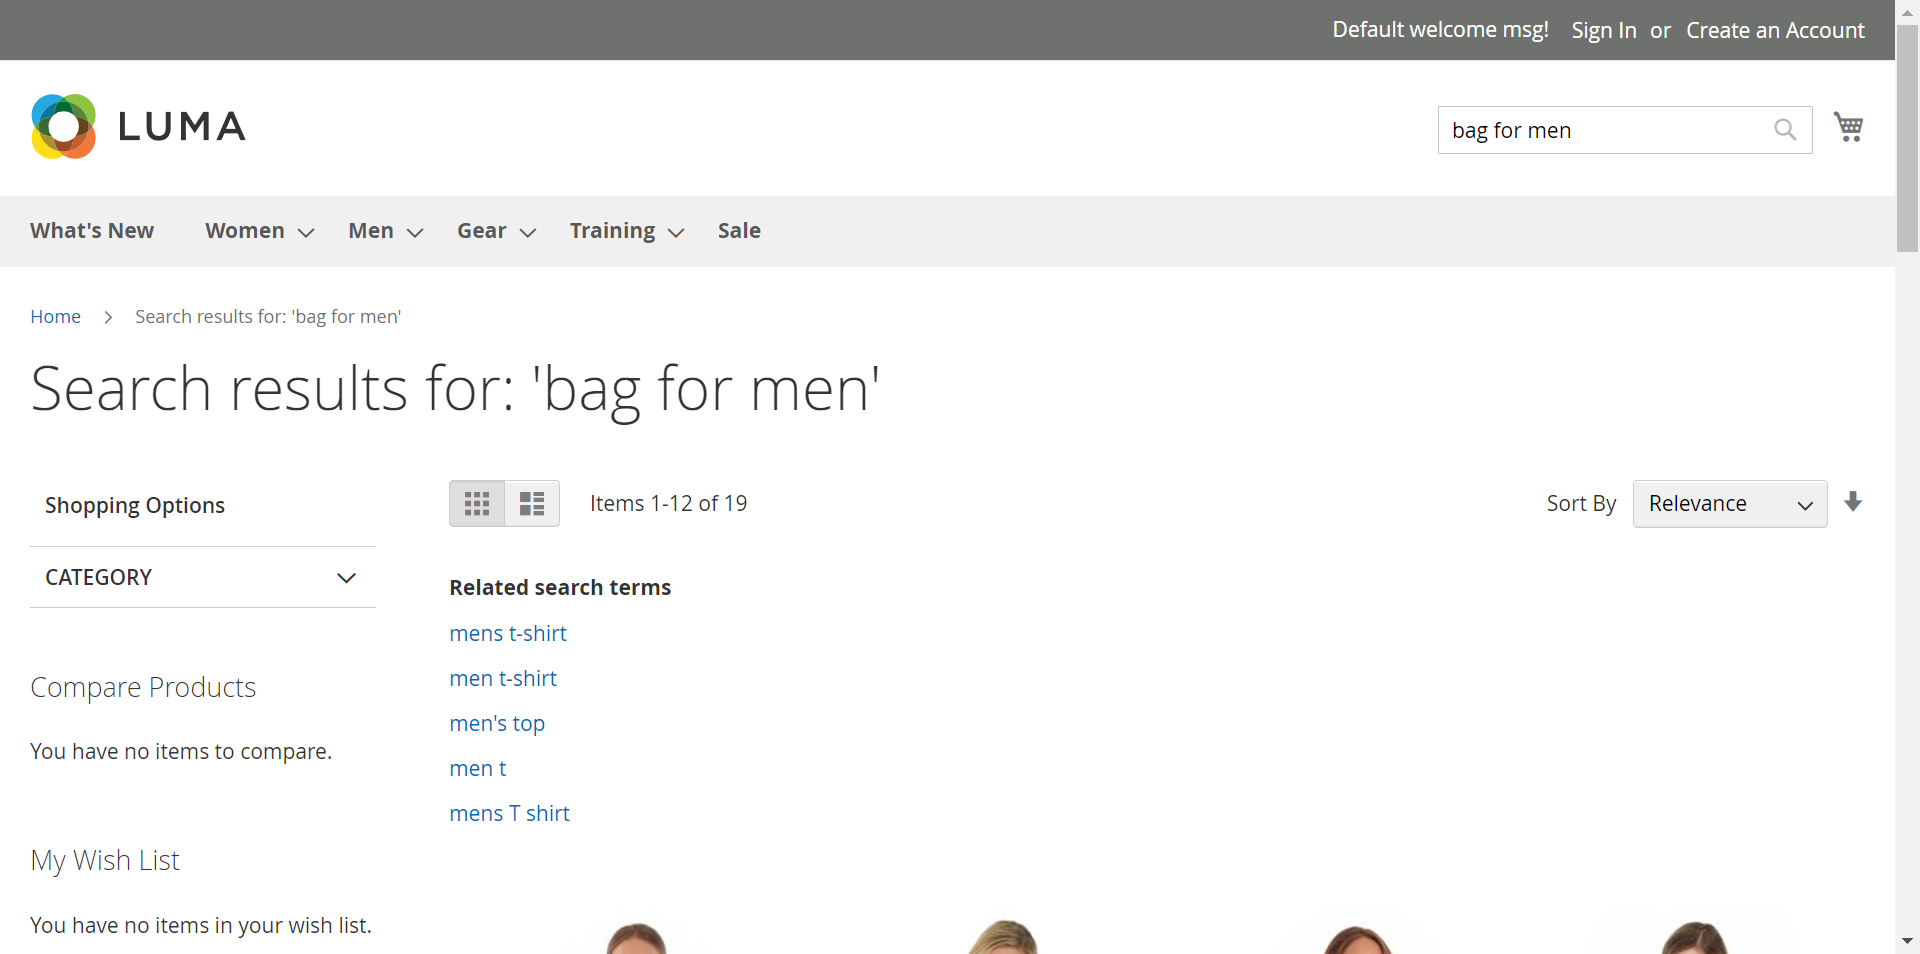 Default welcome msg! Sign In or Create an Account
LUMA
bag for men
What's New Women Men Gear Training Sale
Home Search results for: 'bag for men'
Search results for: 'bag for men'
Shopping Options
CATEGORY
Compare Products
You have no items to compare.
My Wish List
You have no items in your wish list.
Items 1-12 of 19
Sort By Relevance
Related search terms
mens t-shirt
men t-shirt
men's top
men t
mens T shirt